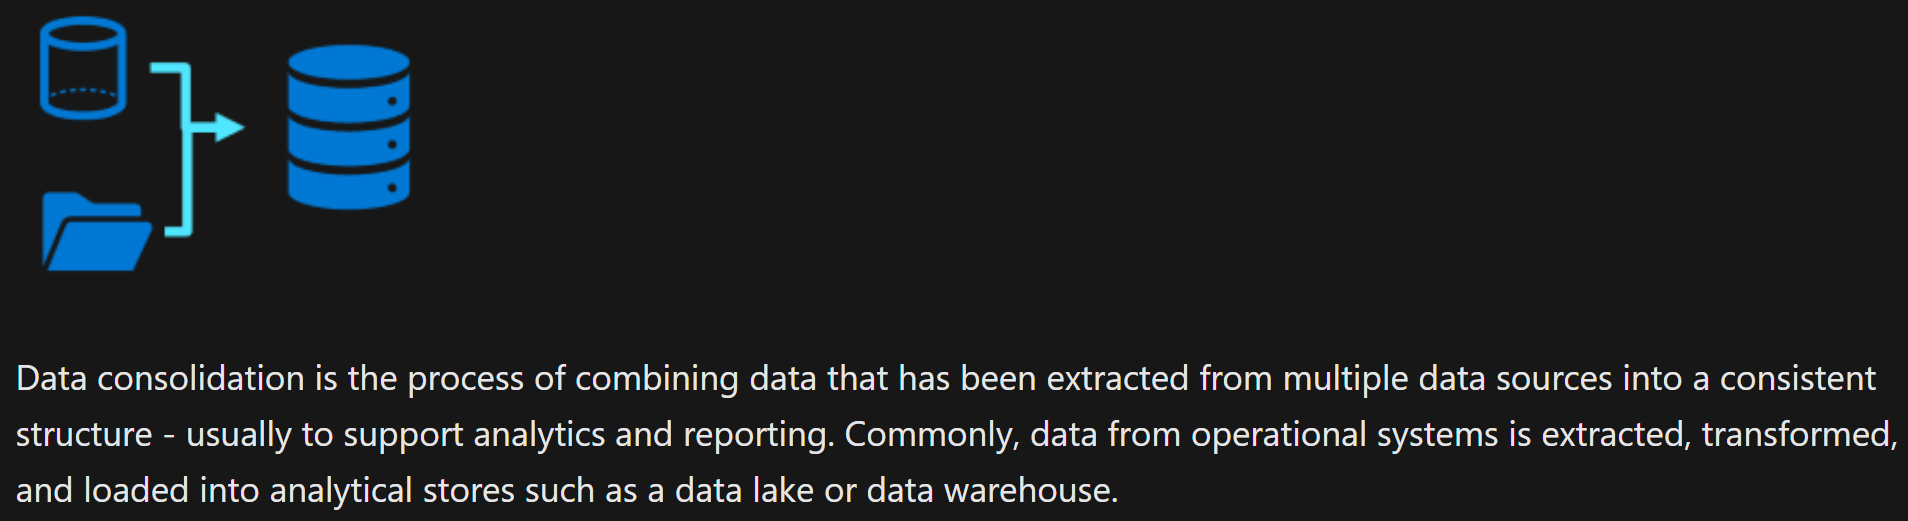 Data consolidation is the process of combining data that has been extracted from multiple data sources into a consistent
structure - usually to support analytics and reporting. Commonly, data from operational systems is extracted, transformed,
and loaded into analytical stores such as a data lake or data warehouse.